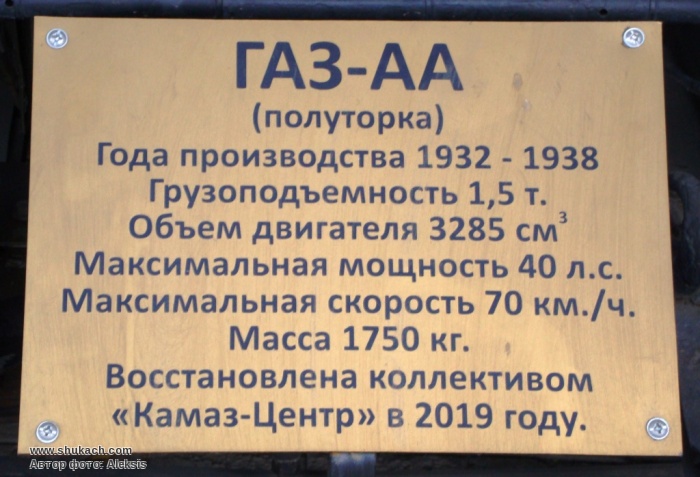 ГАЗ-АА
(полуторка)
Года производства 1932 - 1938
Грузоподъемность 1,5 т.
Объем двигателя 3285 см³
Максимальная мощность 40 л.с.
Максимальная скорость 70 км./ч.
Масса 1750 кг.
Восстановлена коллективом
«Камаз-Центр» в 2019 году.
www.shukach.com
Автор фото: Aleksis